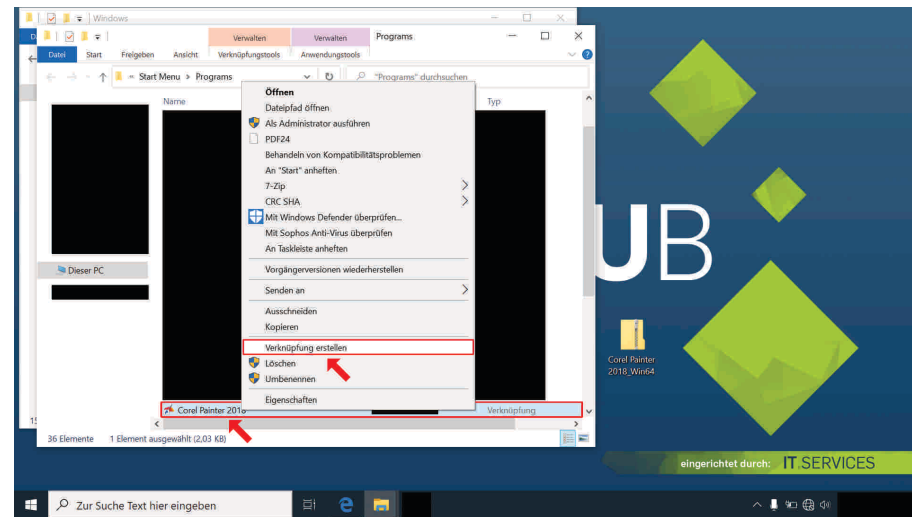 Windows
Verwalten
Verwalten
Programs
Datei
Start
Freigeben
Ansicht
Verknüpfungstools
Anwendungstools
« Start Menu > Programs
"Programs" durchsuchen
Name
Typ
Öffnen
Dateipfad öffnen
Als Administrator ausführen
PDF24
Behandeln von Kompatibilitätsproblemen
An "Start" anheften
7-Zip
CRC SHA
Mit Windows Defender überprüfen...
Mit Sophos Anti-Virus überprüfen
An Taskleiste anheften
Vorgängerversionen wiederherstellen
Senden an
Ausschneiden
Kopieren
Verknüpfung erstellen
Löschen
Umbenennen
Eigenschaften
Dieser PC
Corel Painter 2018
Verknüpfung
36 Elemente
1 Element ausgewählt (2,03 KB)
UB
Corel Painter
2018_Win64
eingerichtet durch: IT.SERVICES
Zur Suche Text hier eingeben